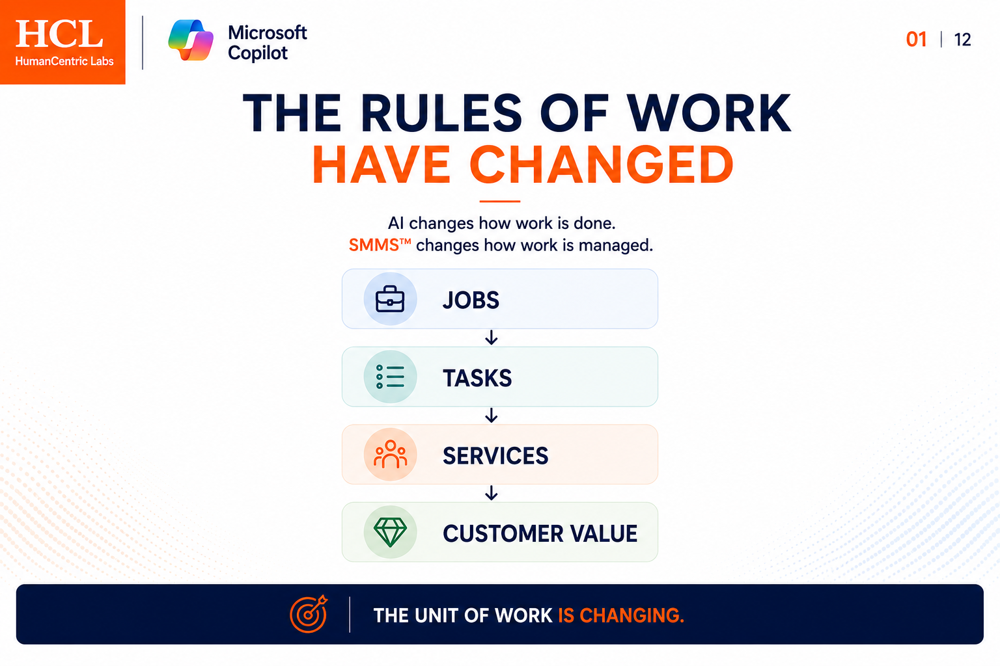 HCL
HumanCentric Labs
Microsoft
Copilot
01 | 12
THE RULES OF WORK
HAVE CHANGED
AI changes how work is done.
SMMS™ changes how work is managed.
JOBS
TASKS
SERVICES
CUSTOMER VALUE
THE UNIT OF WORK IS CHANGING.